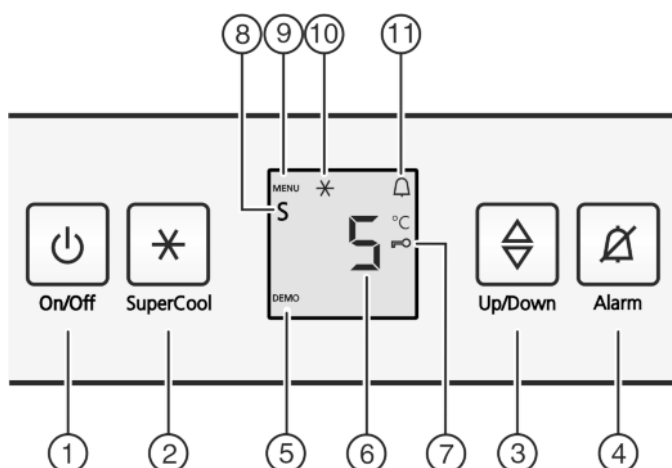 8 9 10 11
MENU
S
5 °C
DEMO
On/Off SuperCool Up/Down Alarm
1 2 5 6 7 3 4